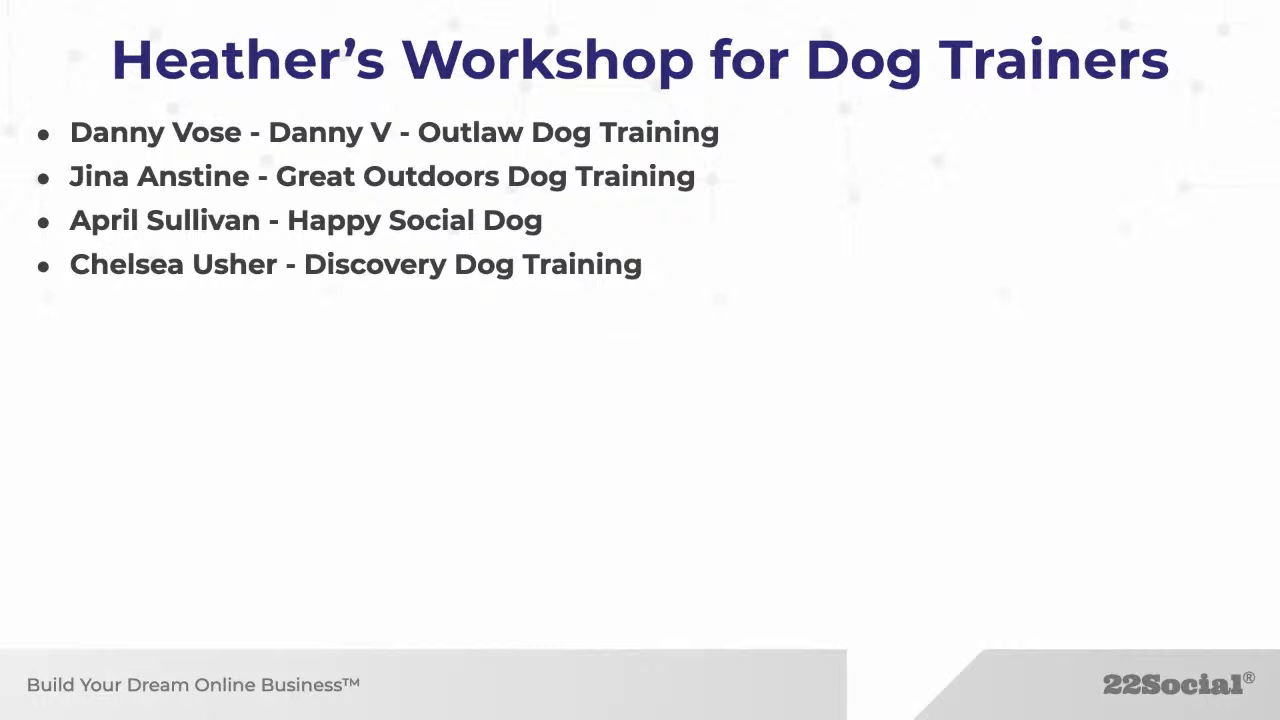 Heather’s Workshop for Dog Trainers
● Danny Vose - Danny V - Outlaw Dog Training
● Jina Anstine - Great Outdoors Dog Training
● April Sullivan - Happy Social Dog
● Chelsea Usher - Discovery Dog Training
Build Your Dream Online Business™
22Social®